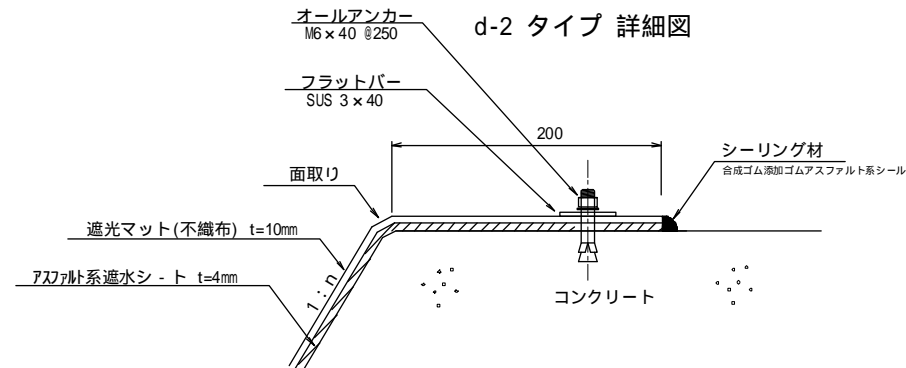 オールアンカー
M6×40 @250
d-2 タイプ 詳細図
フラットバー
SUS 3×40
200
シーリング材
合成ゴム添加ゴムアスファルト系シール
面取り
遮光マット(不織布) t=10mm
アスファルト系遮水シ-ト t=4mm
1:n
コンクリート